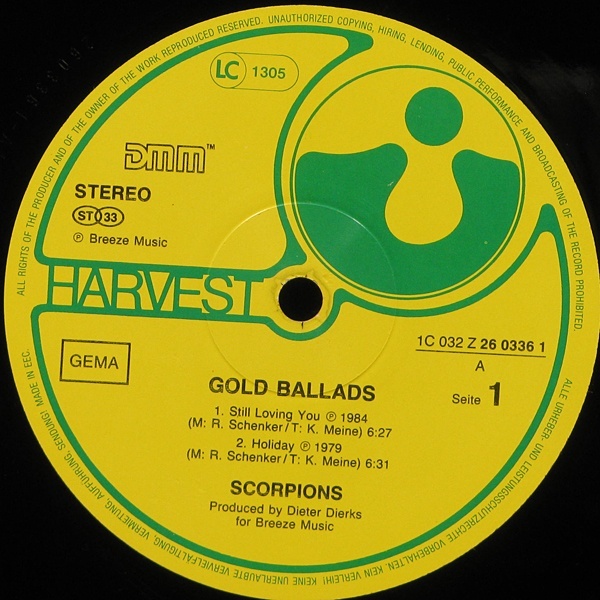 ALL RIGHTS OF THE PRODUCER AND OF THE OWNER OF THE WORK REPRODUCED RESERVED. UNAUTHORIZED COPYING, HIRING, LENDING, PUBLIC PERFORMANCE AND BROADCASTING OF THE RECORD PROHIBITED.
LC 1305
DMM™
STEREO
ST 33
℗ Breeze Music
HARVEST
1C 032 Z 26 0336 1
GEMA
A
Seite 1
GOLD BALLADS
1. Still Loving You ℗ 1984
(M: R. Schenker/T: K. Meine) 6:27
2. Holiday ℗ 1979
(M: R. Schenker/T: K. Meine) 6:31
SCORPIONS
Produced by Dieter Dierks
for Breeze Music
ALLE URHEBER- UND LEISTUNGSSCHUTZRECHTE VORBEHALTEN. KEIN VERLEIH! KEINE UNERLAUBTE VERVIELFÄLTIGUNG, VERMIETUNG, AUFFÜHRUNG, SENDUNG! MADE IN EEC.